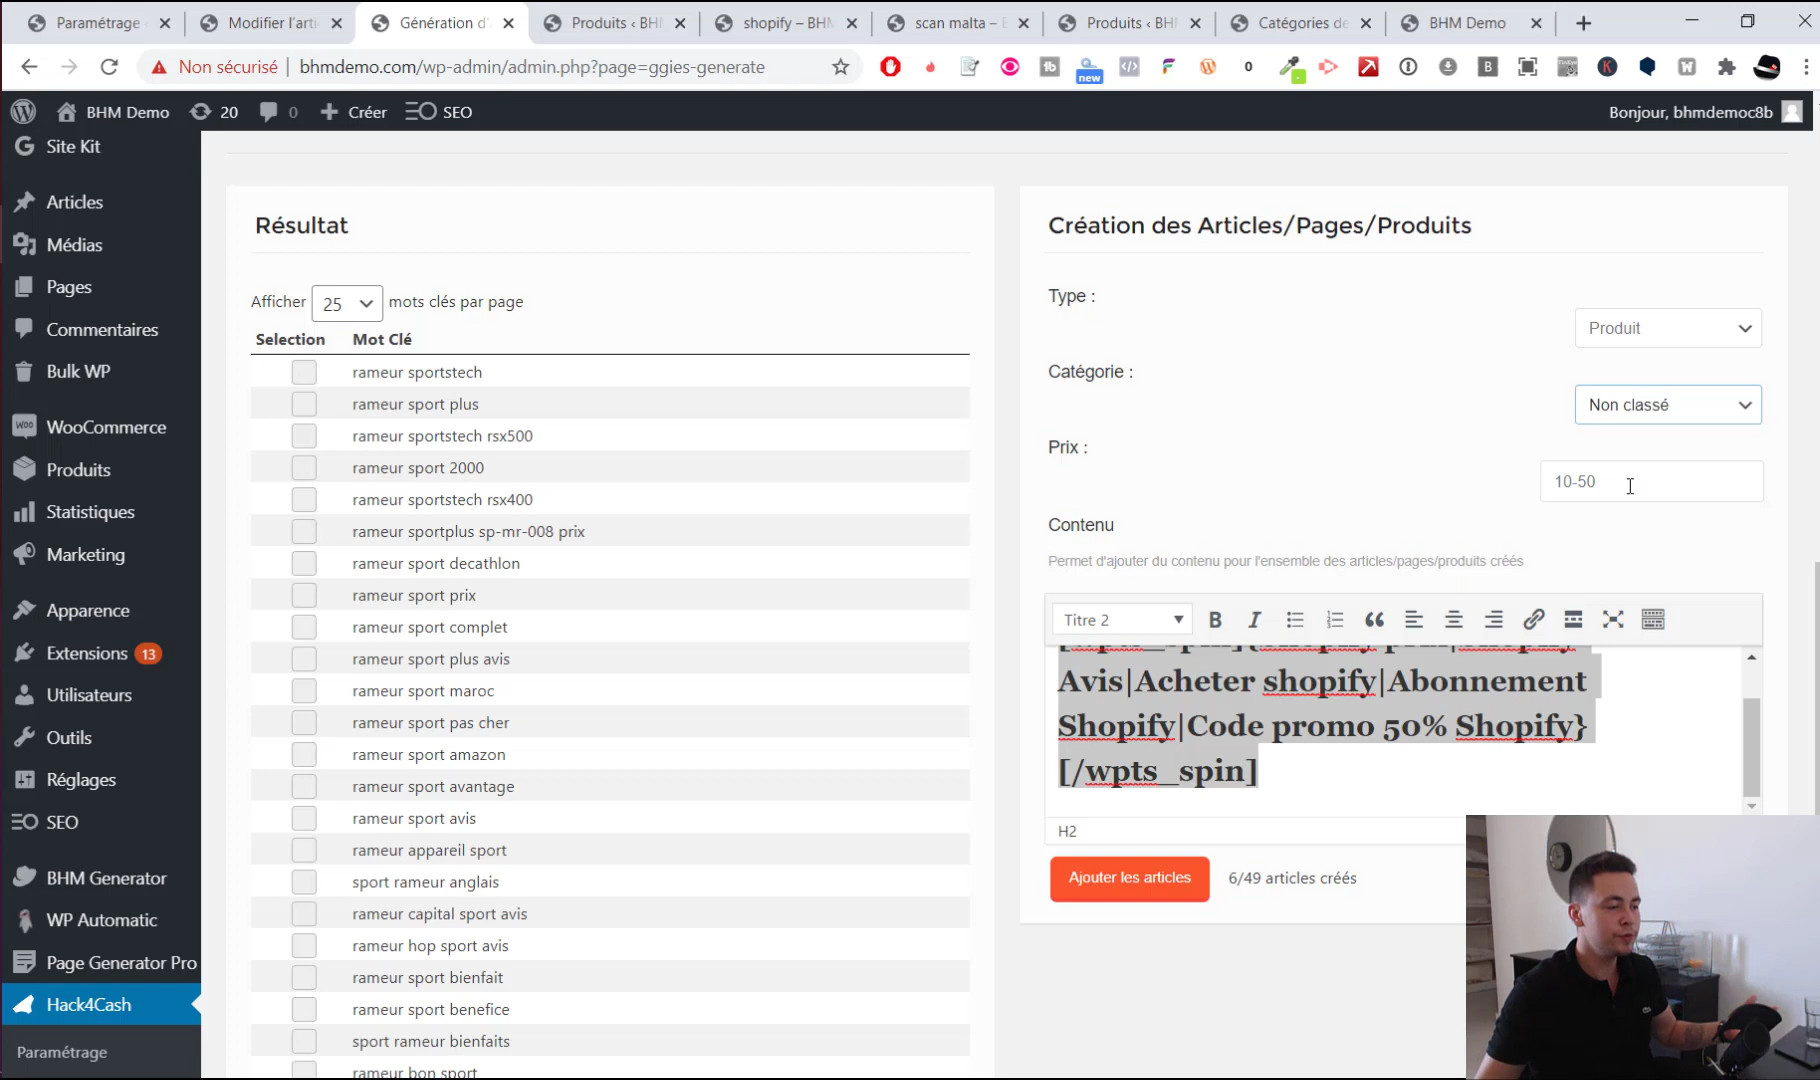 Paramétrage
Modifier l'arti
Génération d'
Produits ‹ BH
shopify – BHM
scan malta –
Produits ‹ BH
Catégories de
BHM Demo
Non sécurisé
bhmdemo.com/wp-admin/admin.php?page=ggies-generate
new
0
BHM Demo
20
0
Créer
SEO
Bonjour, bhmdemoc8b
Site Kit
Articles
Médias
Pages
Commentaires
Bulk WP
WooCommerce
Produits
Statistiques
Marketing
Apparence
Extensions 13
Utilisateurs
Outils
Réglages
SEO
BHM Generator
WP Automatic
Page Generator Pro
Hack4Cash
Paramétrage
Résultat
Afficher 25 mots clés par page
Selection Mot Clé
rameur sportstech
rameur sport plus
rameur sportstech rsx500
rameur sport 2000
rameur sportstech rsx400
rameur sportplus sp-mr-008 prix
rameur sport decathlon
rameur sport prix
rameur sport complet
rameur sport plus avis
rameur sport maroc
rameur sport pas cher
rameur sport amazon
rameur sport avantage
rameur sport avis
rameur appareil sport
sport rameur anglais
rameur capital sport avis
rameur hop sport avis
rameur sport bienfait
rameur sport benefice
sport rameur bienfaits
rameur bon sport
Création des Articles/Pages/Produits
Type :
Produit
Catégorie :
Non classé
Prix :
10-50
Contenu
Permet d'ajouter du contenu pour l'ensemble des articles/pages/produits créés
Titre 2
Avis|Acheter shopify|Abonnement
Shopify|Code promo 50% Shopify}
[/wpts_spin]
H2
Ajouter les articles
6/49 articles créés